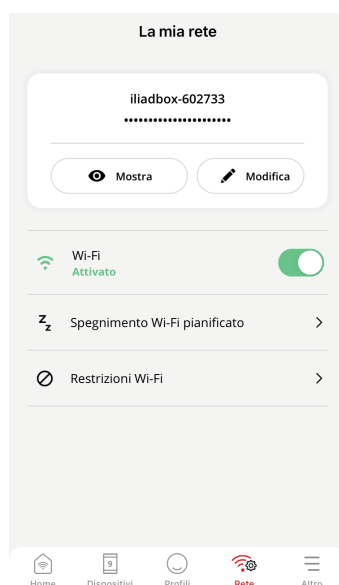 La mia rete
iliadbox-602733
••••••••••••••••••••••
Mostra
Modifica
Wi-Fi
Attivato
Spegnimento Wi-Fi pianificato
Restrizioni Wi-Fi
9
Home Dispositivi Profili Rete Altro